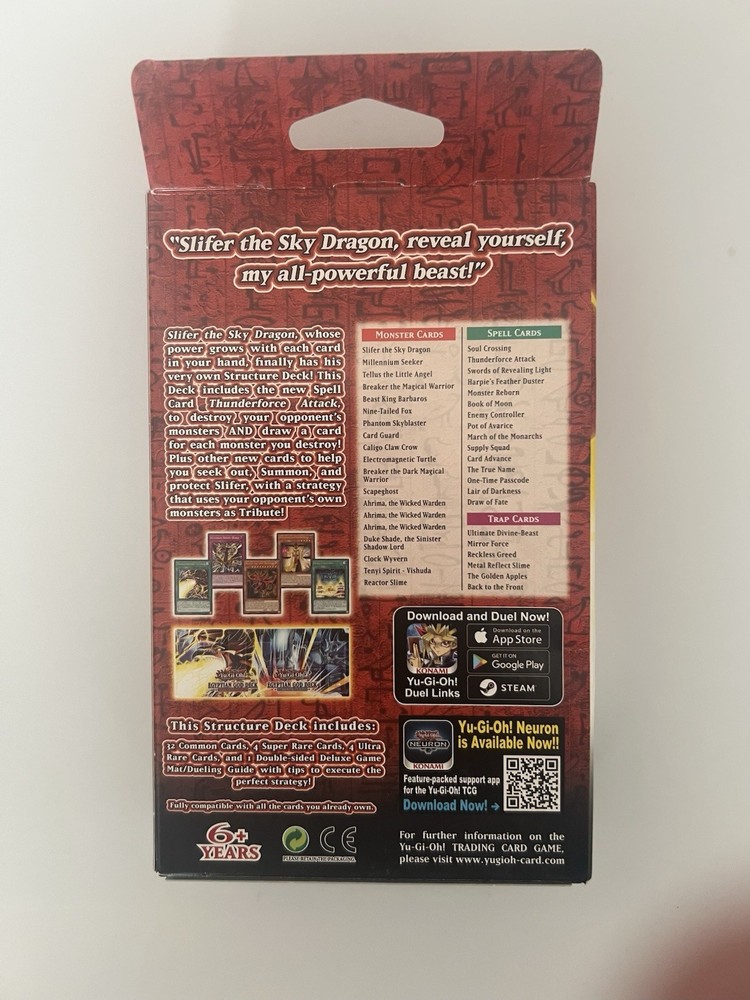 "Slifer the Sky Dragon, reveal yourself,
my all-powerful beast!"
Slifer the Sky Dragon, whose
power grows with each card
in your hand, finally has his
very own Structure Deck! This
Deck includes the new Spell
Card Thunderforce Attack,
to destroy your opponent's
monsters AND draw a card
for each monster you destroy!
Plus other new cards to help
you seek out, Summon, and
protect Slifer, with a strategy
that uses your opponent's own
monsters as Tribute!
MONSTER CARDS
Slifer the Sky Dragon
Millennium Seeker
Tellus the Little Angel
Breaker the Magical Warrior
Beast King Barbaros
Nine-Tailed Fox
Phantom Skyblaster
Card Guard
Caligo Claw Crow
Electromagnetic Turtle
Breaker the Dark Magical
Warrior
Scapeghost
Ahrima, the Wicked Warden
Ahrima, the Wicked Warden
Ahrima, the Wicked Warden
Duke Shade, the Sinister
Shadow Lord
Clock Wyvern
Tenyi Spirit - Vishuda
Reactor Slime
SPELL CARDS
Soul Crossing
Thunderforce Attack
Swords of Revealing Light
Harpie's Feather Duster
Monster Reborn
Book of Moon
Enemy Controller
Pot of Avarice
March of the Monarchs
Supply Squad
Card Advance
The True Name
One-Time Passcode
Lair of Darkness
Draw of Fate
TRAP CARDS
Ultimate Divine-Beast
Mirror Force
Reckless Greed
Metal Reflect Slime
The Golden Apples
Back to the Front
Yu-Gi-Oh!
EGYPTIAN GOD DECK
Yu-Gi-Oh!
EGYPTIAN GOD DECK
Download and Duel Now!
KONAMI
Yu-Gi-Oh!
Duel Links
Download on the
App Store
GET IT ON
Google Play
STEAM
This Structure Deck includes:
32 Common Cards, 4 Super Rare Cards, 4 Ultra
Rare Cards, and 1 Double-sided Deluxe Game
Mat/Dueling Guide with tips to execute the
perfect strategy!
Fully compatible with all the cards you already own.
NEURON
KONAMI
Yu-Gi-Oh! Neuron
is Available Now!!
Feature-packed support app
for the Yu-Gi-Oh! TCG
Download Now! →
6+
YEARS
PLEASE RETAIN THE PACKAGING.
CE
For further information on the
Yu-Gi-Oh! TRADING CARD GAME,
please visit www.yugioh-card.com